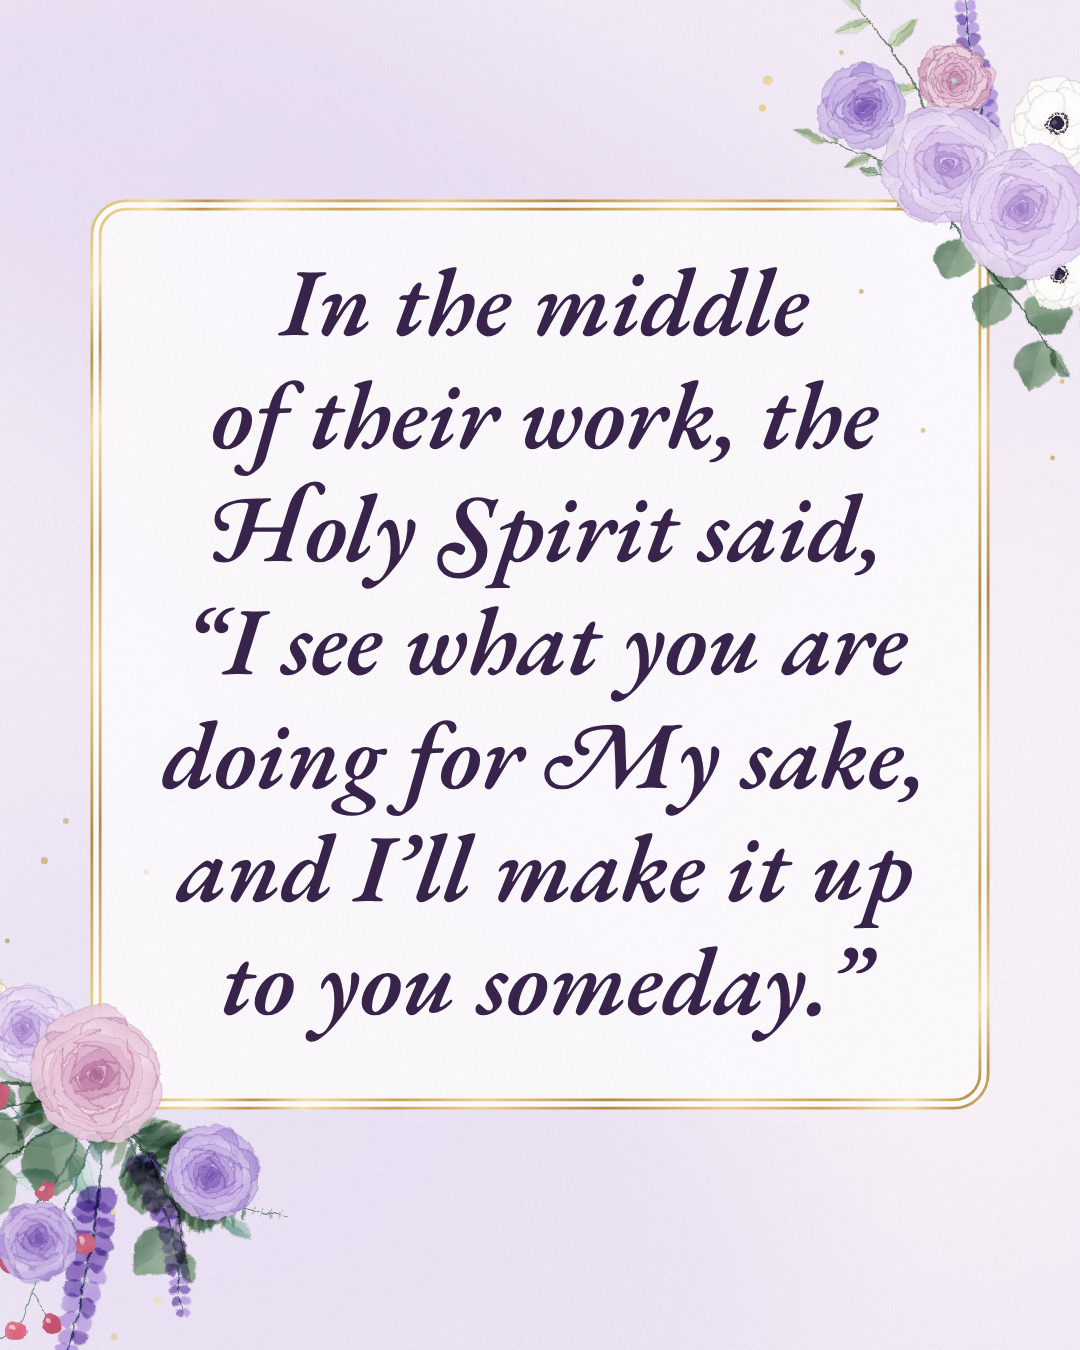 In the middle
of their work, the
Holy Spirit said,
“I see what you are
doing for My sake,
and I’ll make it up
to you someday.”